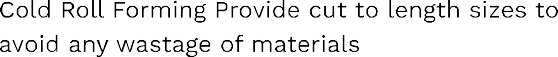 Cold Roll Forming Provide cut to length sizes to
avoid any wastage of materials